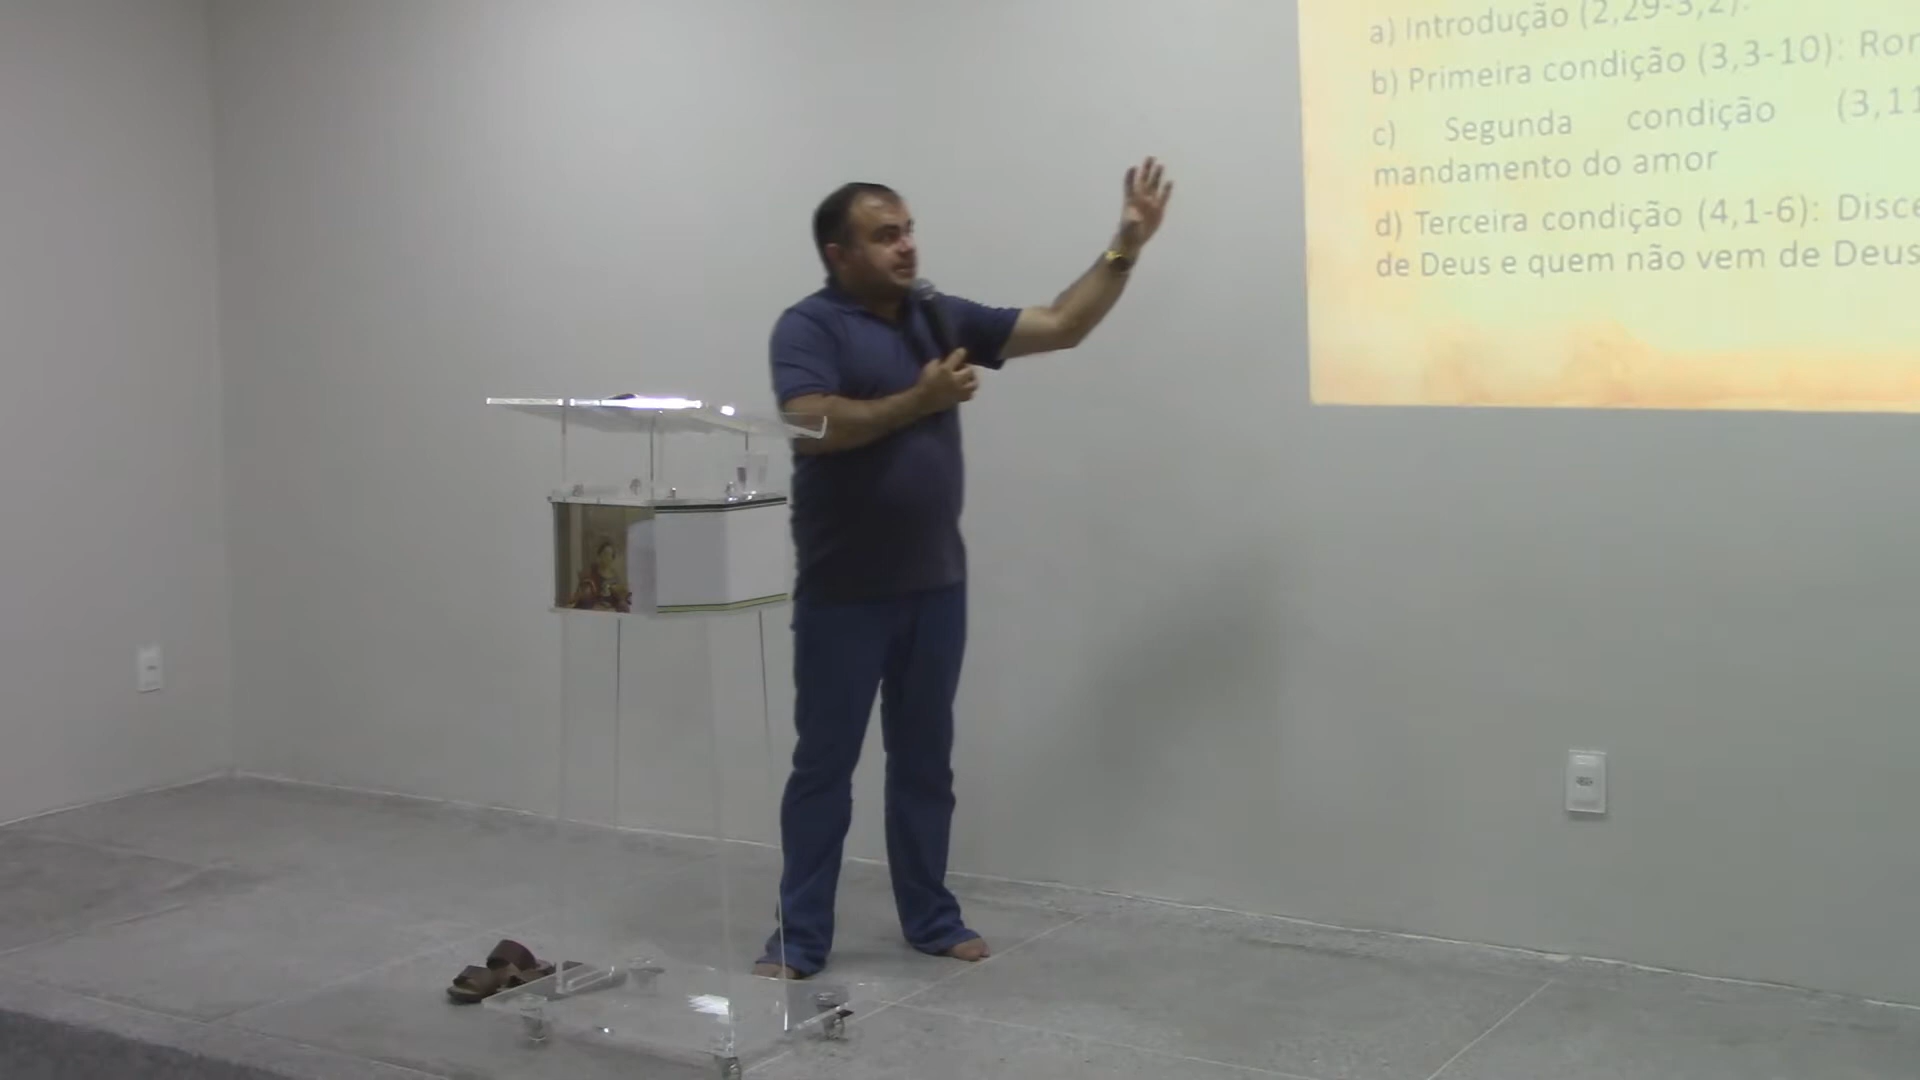 a) Introdução (2,29-3,2):
b) Primeira condição (3,3-10): Ror
c) Segunda condição (3,11
mandamento do amor
d) Terceira condição (4,1-6): Disce
de Deus e quem não vem de Deus